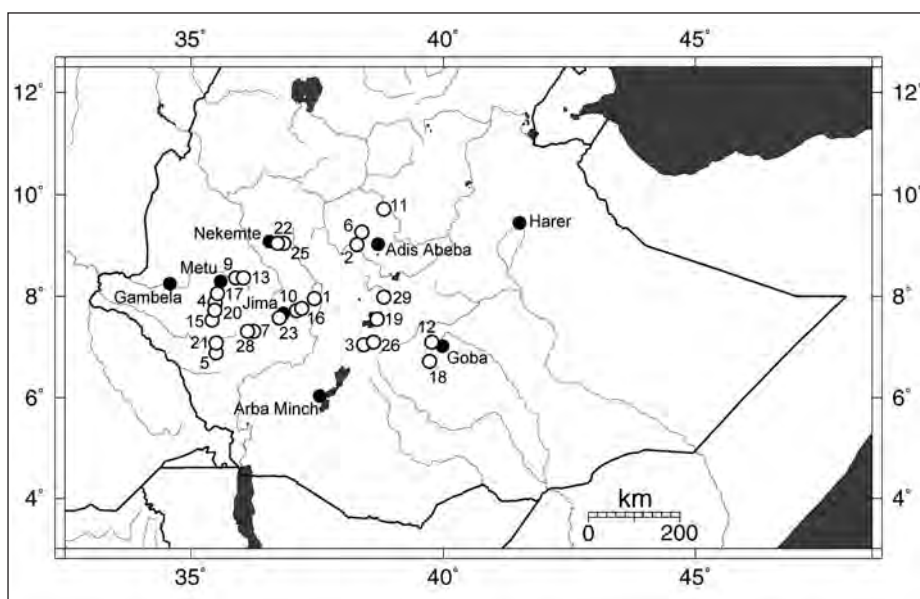 35° 40° 45°
12° 12°
11
10° 10°
Harer
6
22
Nekemte
2 Adis Abeba
25
Metu 9 13
Gambela
8° 17 8°
4 Jima 10 1 29
20 16
15 23 19
21 28 7 12
3 26 Goba
5 18
6° Arba Minch 6°
km
4° 4°
0 200
35° 40° 45°